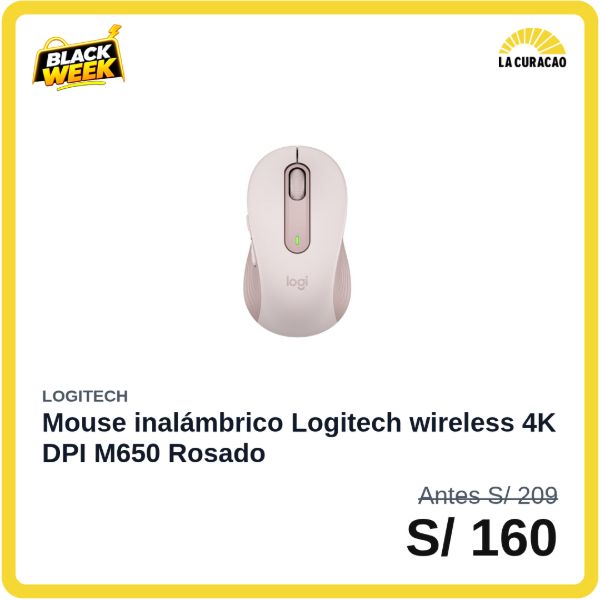 BLACK
WEEK
LA CURACAO
logi
LOGITECH
Mouse inalámbrico Logitech wireless 4K
DPI M650 Rosado
Antes S/ 209
S/ 160